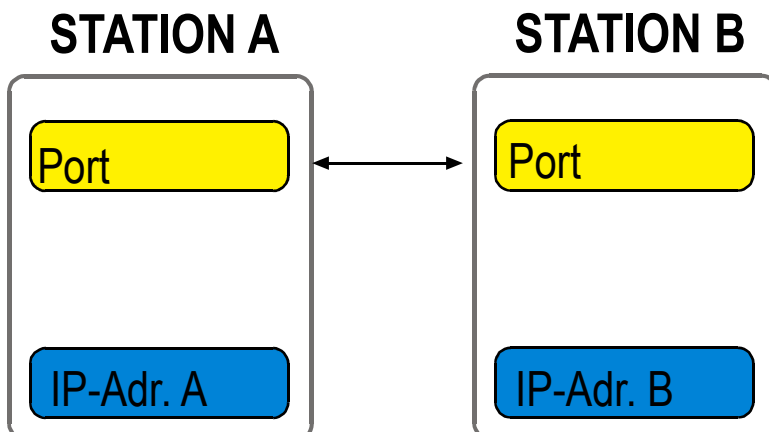 STATION A
STATION B
Port
Port
IP-Adr. A
IP-Adr. B